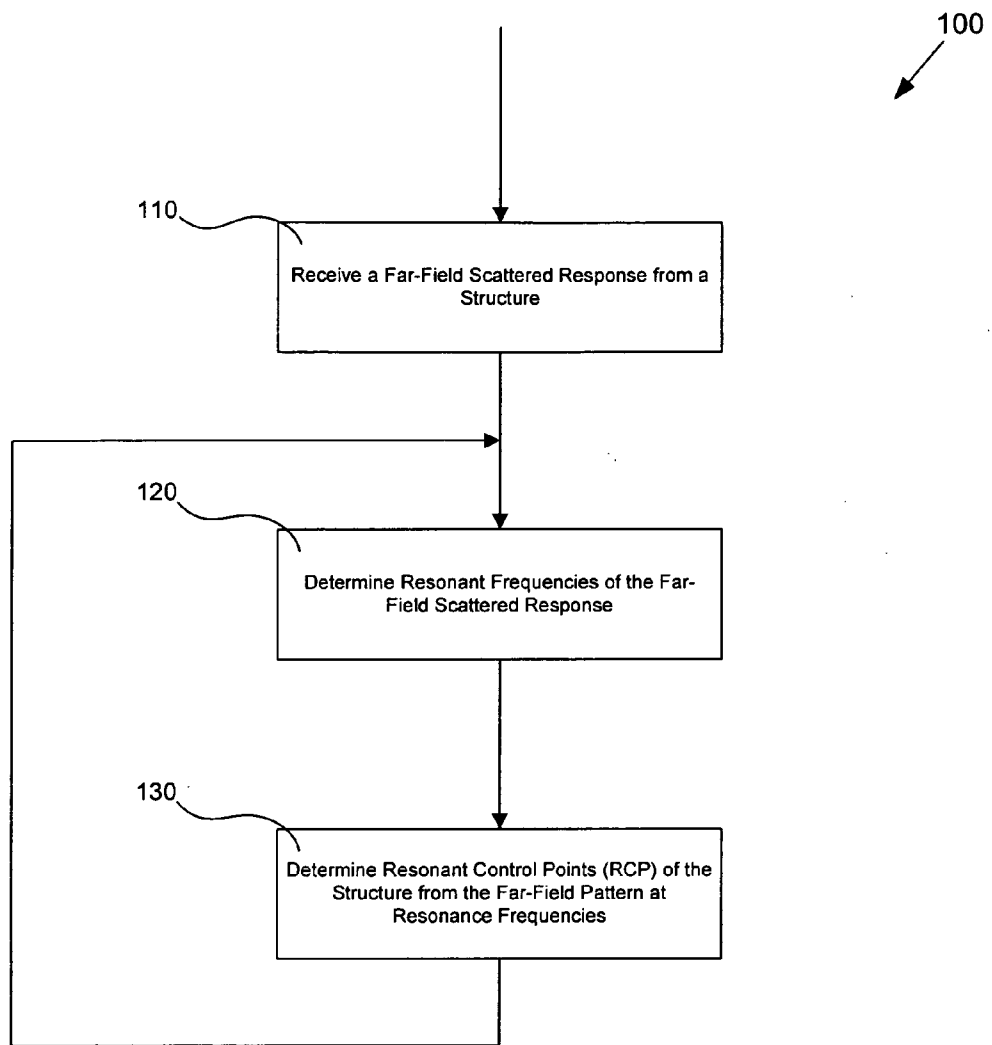 100
110
Receive a Far-Field Scattered Response from a
Structure
120
Determine Resonant Frequencies of the Far-
Field Scattered Response
130
Determine Resonant Control Points (RCP) of the
Structure from the Far-Field Pattern at
Resonance Frequencies